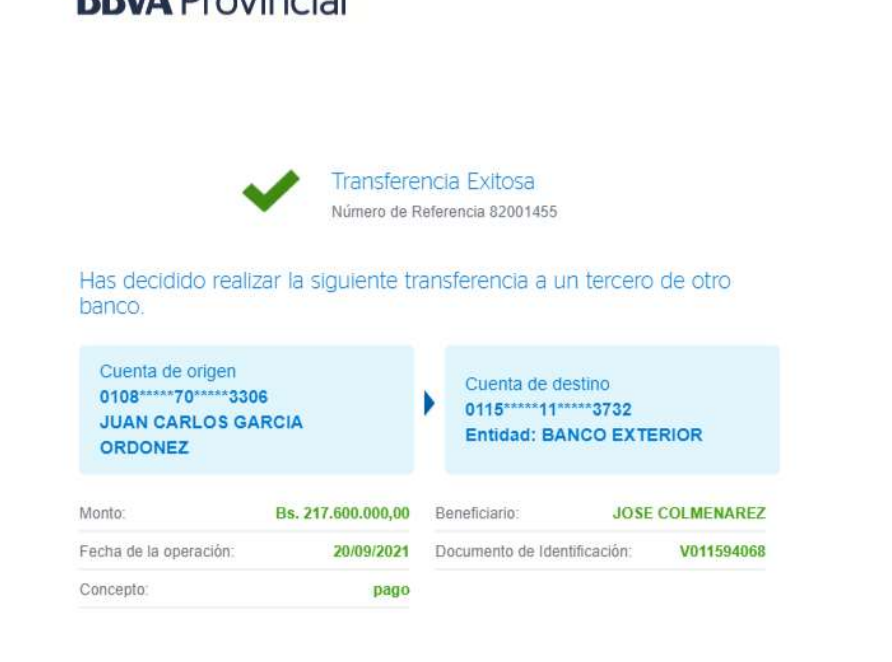 BBVA Provincial
Transferencia Exitosa
Número de Referencia 82001455
Has decidido realizar la siguiente transferencia a un tercero de otro
banco.
Cuenta de origen
0108*****70*****3306
JUAN CARLOS GARCIA
ORDONEZ
Cuenta de destino
0115*****11*****3732
Entidad: BANCO EXTERIOR
Monto: Bs. 217.600.000,00
Beneficiario: JOSE COLMENAREZ
Fecha de la operación: 20/09/2021
Documento de Identificación: V011594068
Concepto: pago